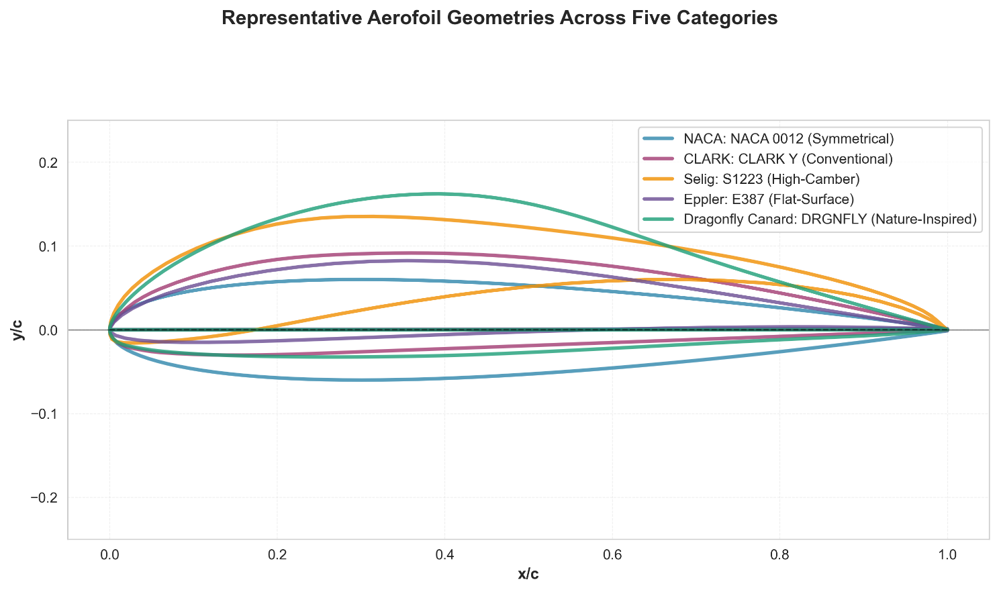 Representative Aerofoil Geometries Across Five Categories
NACA: NACA 0012 (Symmetrical)
CLARK: CLARK Y (Conventional)
Selig: S1223 (High-Camber)
Eppler: E387 (Flat-Surface)
Dragonfly Canard: DRGNFLY (Nature-Inspired)
y/c
0.2
0.1
0.0
−0.1
−0.2
0.0 0.2 0.4 0.6 0.8 1.0
x/c